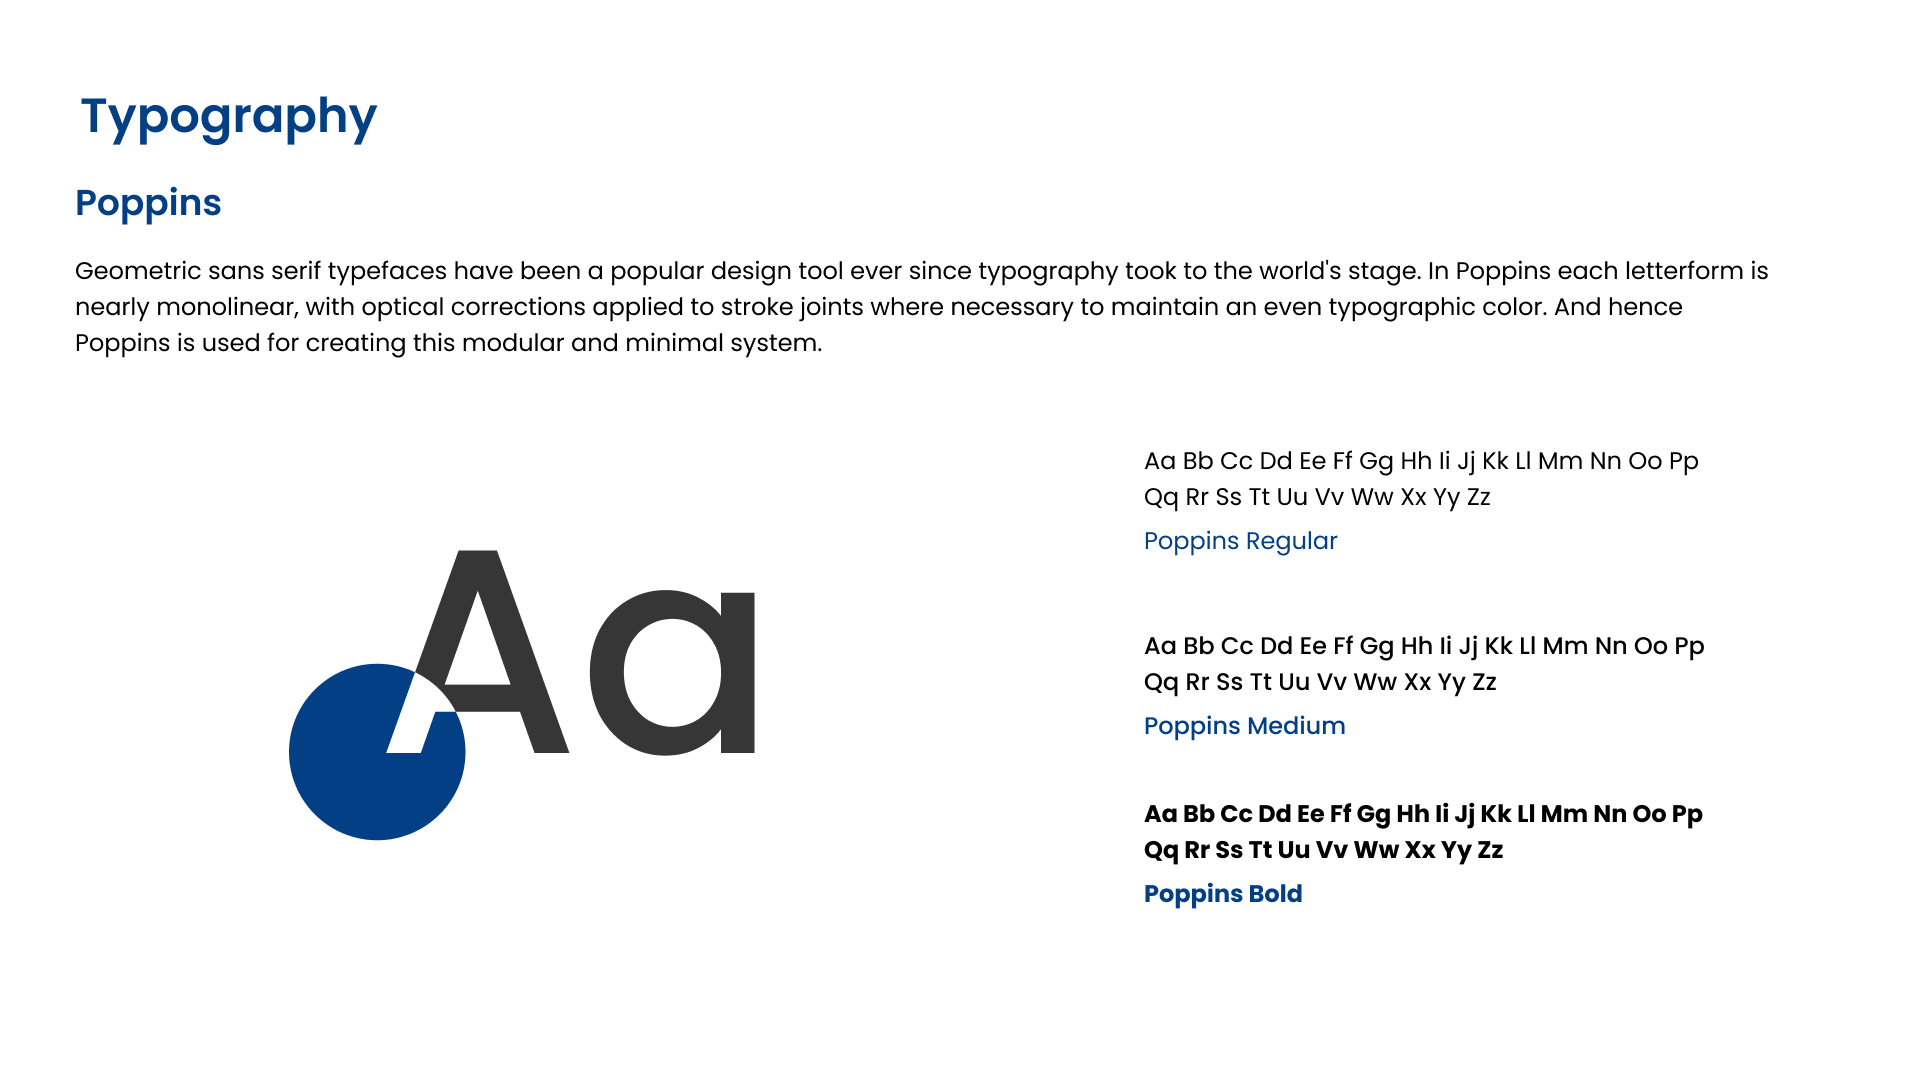 Typography
Poppins
Geometric sans serif typefaces have been a popular design tool ever since typography took to the world's stage. In Poppins each letterform is
nearly monolinear, with optical corrections applied to stroke joints where necessary to maintain an even typographic color. And hence
Poppins is used for creating this modular and minimal system.
Aa
Aa Bb Cc Dd Ee Ff Gg Hh Ii Jj Kk Ll Mm Nn Oo Pp
Qq Rr Ss Tt Uu Vv Ww Xx Yy Zz
Poppins Regular
Aa Bb Cc Dd Ee Ff Gg Hh Ii Jj Kk Ll Mm Nn Oo Pp
Qq Rr Ss Tt Uu Vv Ww Xx Yy Zz
Poppins Medium
Aa Bb Cc Dd Ee Ff Gg Hh Ii Jj Kk Ll Mm Nn Oo Pp
Qq Rr Ss Tt Uu Vv Ww Xx Yy Zz
Poppins Bold